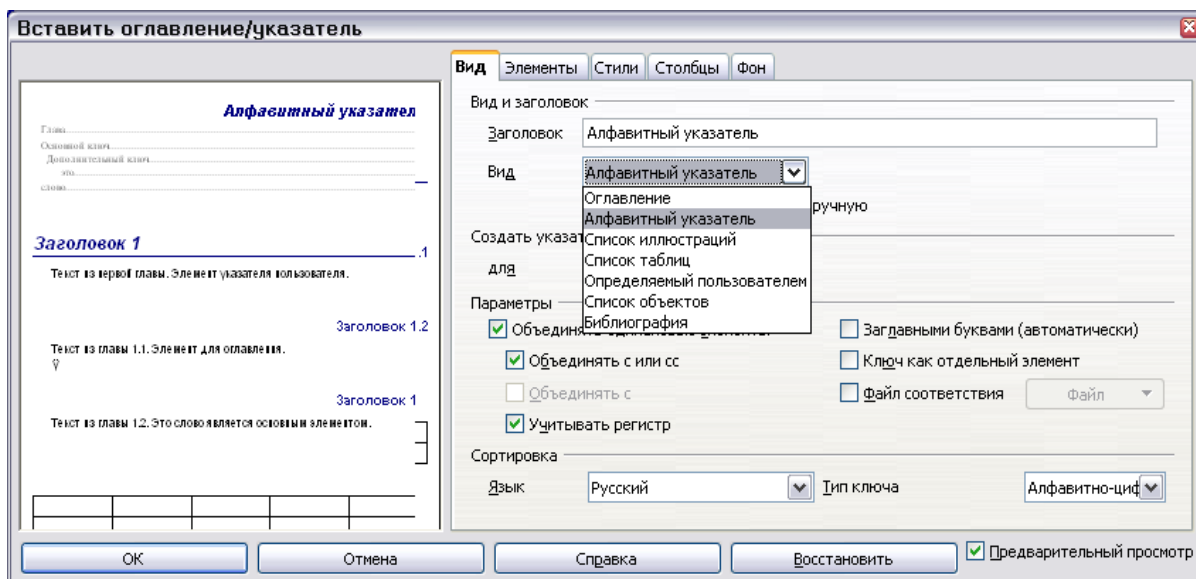 Вставить оглавление/указатель
Алфавитный указател
Глава
Основной ключ
Дополнительный ключ
это
слово
Заголовок 1
.1
Текст из первой главы. Элемент указателя пользователя.
Заголовок 1.2
Текст из главы 1.1. Элемент для оглавления.
Заголовок 1
Текст из главы 1.2. Это слово является основным элементом.
Вид Элементы Стили Столбцы Фон
Вид и заголовок
Заголовок Алфавитный указатель
Вид Алфавитный указатель
Оглавление
Алфавитный указатель
Список иллюстраций
Список таблиц
Определяемый пользователем
Список объектов
Библиография
ручную
Создать указат
для
Параметры
Объединять
Объединять с или сс
Объединять с
Учитывать регистр
Заглавными буквами (автоматически)
Ключ как отдельный элемент
Файл соответствия Файл
Сортировка
Язык Русский Тип ключа Алфавитно-циф
ОК Отмена Справка Восстановить Предварительный просмотр